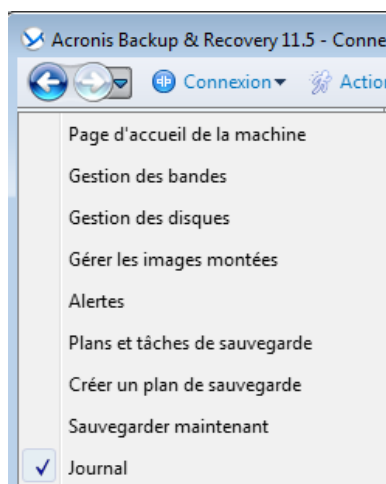 Acronis Backup & Recovery 11.5 - Conne
Connexion Action
Page d'accueil de la machine
Gestion des bandes
Gestion des disques
Gérer les images montées
Alertes
Plans et tâches de sauvegarde
Créer un plan de sauvegarde
Sauvegarder maintenant
Journal